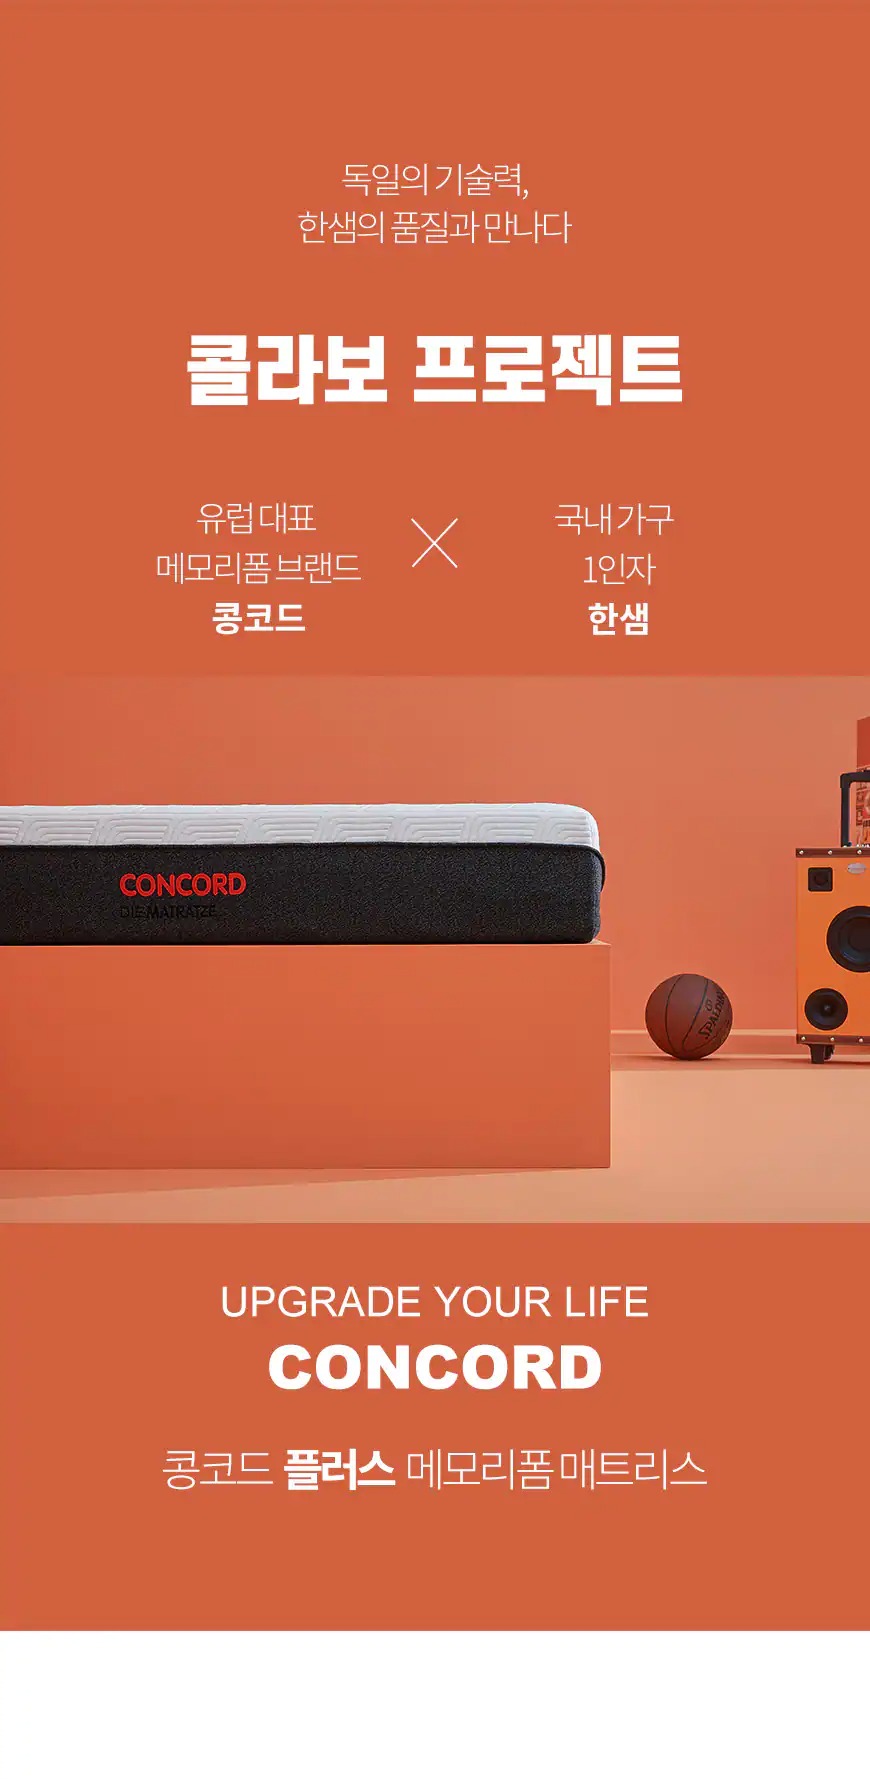 독일의 기술력,
한샘의 품질과 만나다
콜라보 프로젝트
유럽 대표
메모리폼 브랜드
콩코드
국내 가구
1인자
한샘
CONCORD
DIE MATRATZE
SPALDING
UPGRADE YOUR LIFE
CONCORD
콩코드 플러스 메모리폼 매트리스